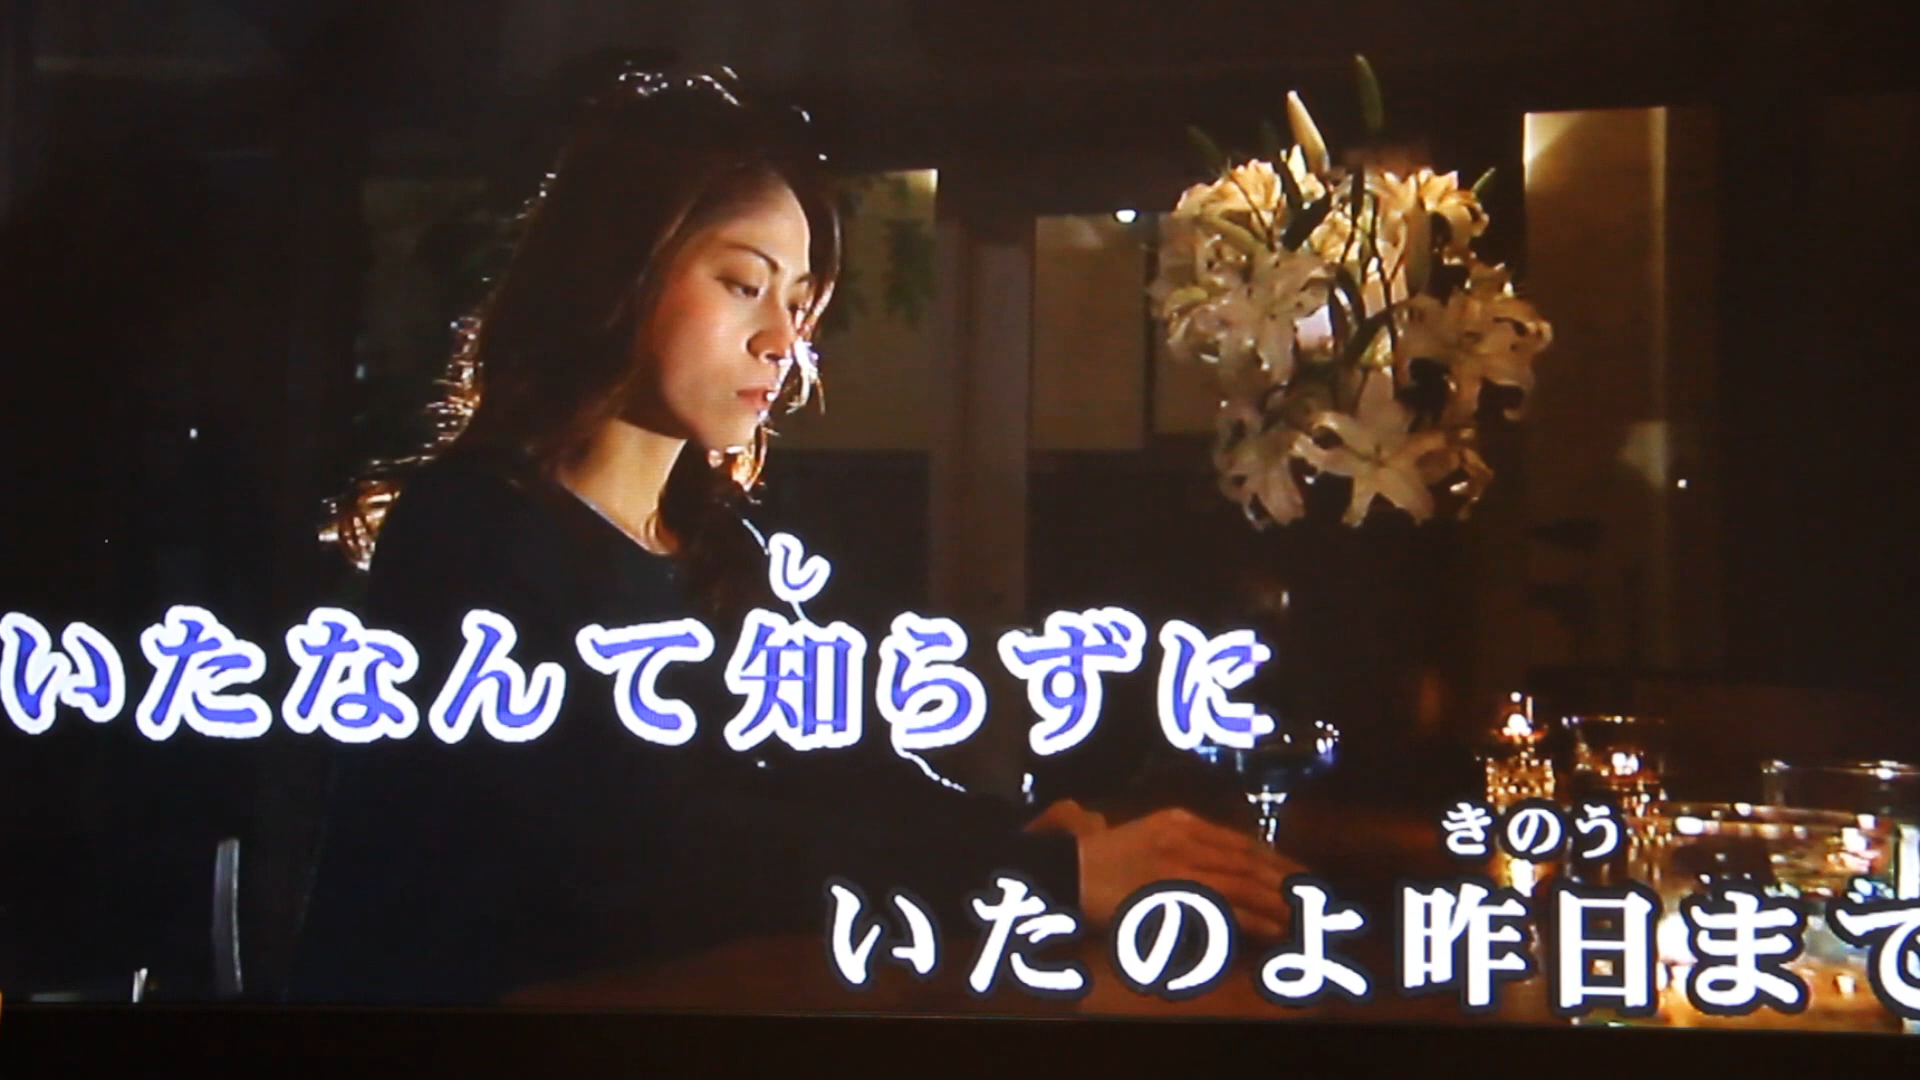 し
いたなんて知らずに
きのう
いたのよ昨日まで